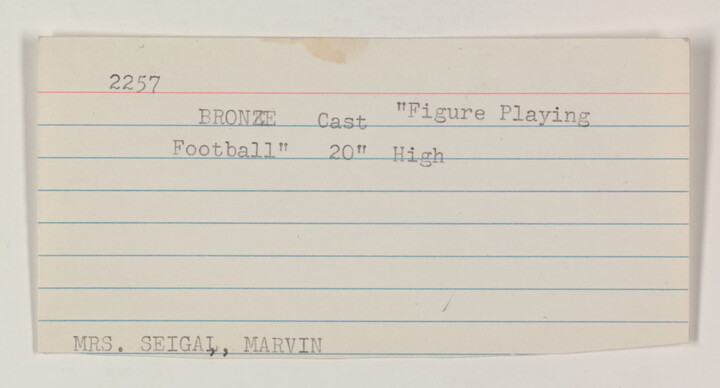 2257
BRONZE Cast "Figure Playing
Football" 20" High
MRS. SEIGAL, MARVIN